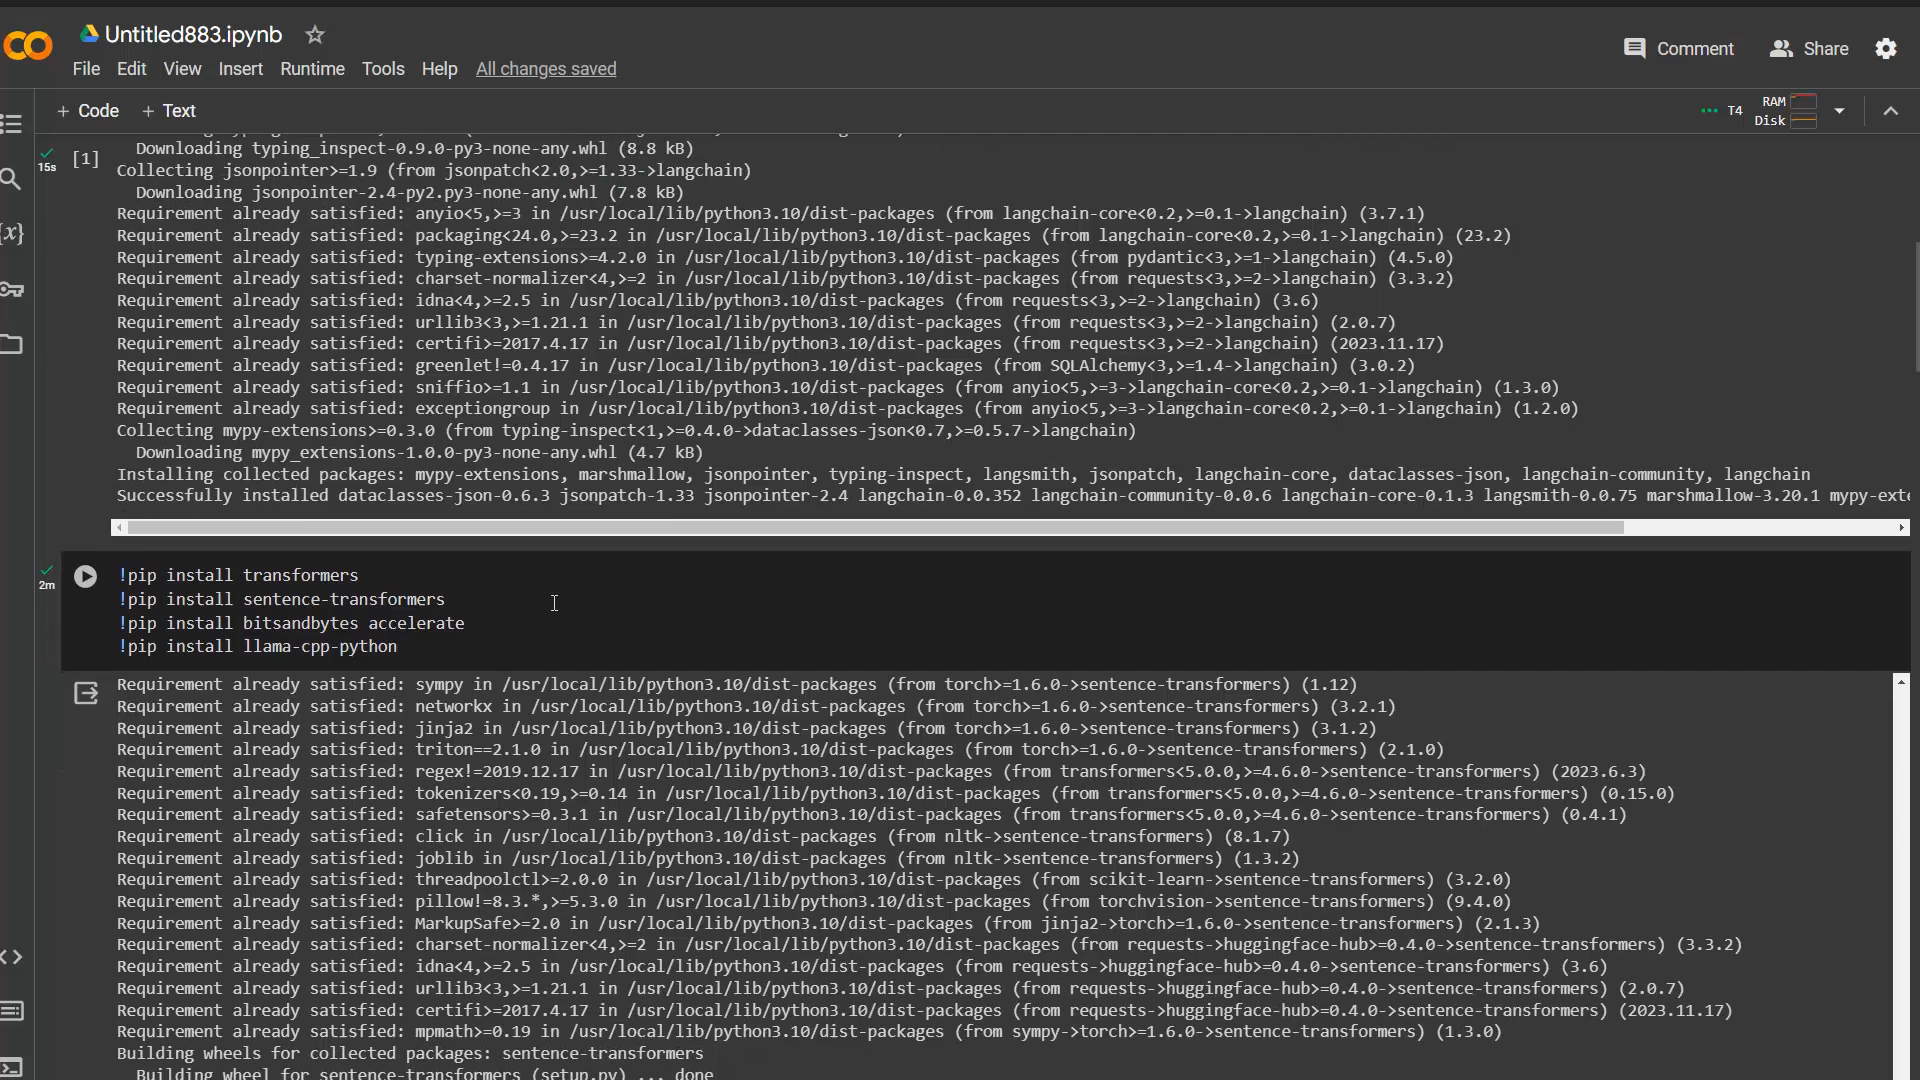 Untitled883.ipynb
Comment
Share
File Edit View Insert Runtime Tools Help All changes saved
+ Code + Text
T4
RAM
Disk
15s
[1]
Downloading typing_inspect-0.9.0-py3-none-any.whl (8.8 kB)
Collecting jsonpointer>=1.9 (from jsonpatch<2.0,>=1.33->langchain)
Downloading jsonpointer-2.4-py2.py3-none-any.whl (7.8 kB)
Requirement already satisfied: anyio<5,>=3 in /usr/local/lib/python3.10/dist-packages (from langchain-core<0.2,>=0.1->langchain) (3.7.1)
Requirement already satisfied: packaging<24.0,>=23.2 in /usr/local/lib/python3.10/dist-packages (from langchain-core<0.2,>=0.1->langchain) (23.2)
Requirement already satisfied: typing-extensions>=4.2.0 in /usr/local/lib/python3.10/dist-packages (from pydantic<3,>=1->langchain) (4.5.0)
Requirement already satisfied: charset-normalizer<4,>=2 in /usr/local/lib/python3.10/dist-packages (from requests<3,>=2->langchain) (3.3.2)
Requirement already satisfied: idna<4,>=2.5 in /usr/local/lib/python3.10/dist-packages (from requests<3,>=2->langchain) (3.6)
Requirement already satisfied: urllib3<3,>=1.21.1 in /usr/local/lib/python3.10/dist-packages (from requests<3,>=2->langchain) (2.0.7)
Requirement already satisfied: certifi>=2017.4.17 in /usr/local/lib/python3.10/dist-packages (from requests<3,>=2->langchain) (2023.11.17)
Requirement already satisfied: greenlet!=0.4.17 in /usr/local/lib/python3.10/dist-packages (from SQLAlchemy<3,>=1.4->langchain) (3.0.2)
Requirement already satisfied: sniffio>=1.1 in /usr/local/lib/python3.10/dist-packages (from anyio<5,>=3->langchain-core<0.2,>=0.1->langchain) (1.3.0)
Requirement already satisfied: exceptiongroup in /usr/local/lib/python3.10/dist-packages (from anyio<5,>=3->langchain-core<0.2,>=0.1->langchain) (1.2.0)
Collecting mypy-extensions>=0.3.0 (from typing-inspect<1,>=0.4.0->dataclasses-json<0.7,>=0.5.7->langchain)
Downloading mypy_extensions-1.0.0-py3-none-any.whl (4.7 kB)
Installing collected packages: mypy-extensions, marshmallow, jsonpointer, typing-inspect, langsmith, jsonpatch, langchain-core, dataclasses-json, langchain-community, langchain
Successfully installed dataclasses-json-0.6.3 jsonpatch-1.33 jsonpointer-2.4 langchain-0.0.352 langchain-community-0.0.6 langchain-core-0.1.3 langsmith-0.0.75 marshmallow-3.20.1 mypy-exte
2m
!pip install transformers
!pip install sentence-transformers
!pip install bitsandbytes accelerate
!pip install llama-cpp-python
Requirement already satisfied: sympy in /usr/local/lib/python3.10/dist-packages (from torch>=1.6.0->sentence-transformers) (1.12)
Requirement already satisfied: networkx in /usr/local/lib/python3.10/dist-packages (from torch>=1.6.0->sentence-transformers) (3.2.1)
Requirement already satisfied: jinja2 in /usr/local/lib/python3.10/dist-packages (from torch>=1.6.0->sentence-transformers) (3.1.2)
Requirement already satisfied: triton==2.1.0 in /usr/local/lib/python3.10/dist-packages (from torch>=1.6.0->sentence-transformers) (2.1.0)
Requirement already satisfied: regex!=2019.12.17 in /usr/local/lib/python3.10/dist-packages (from transformers<5.0.0,>=4.6.0->sentence-transformers) (2023.6.3)
Requirement already satisfied: tokenizers<0.19,>=0.14 in /usr/local/lib/python3.10/dist-packages (from transformers<5.0.0,>=4.6.0->sentence-transformers) (0.15.0)
Requirement already satisfied: safetensors>=0.3.1 in /usr/local/lib/python3.10/dist-packages (from transformers<5.0.0,>=4.6.0->sentence-transformers) (0.4.1)
Requirement already satisfied: click in /usr/local/lib/python3.10/dist-packages (from nltk->sentence-transformers) (8.1.7)
Requirement already satisfied: joblib in /usr/local/lib/python3.10/dist-packages (from nltk->sentence-transformers) (1.3.2)
Requirement already satisfied: threadpoolctl>=2.0.0 in /usr/local/lib/python3.10/dist-packages (from scikit-learn->sentence-transformers) (3.2.0)
Requirement already satisfied: pillow!=8.3.*,>=5.3.0 in /usr/local/lib/python3.10/dist-packages (from torchvision->sentence-transformers) (9.4.0)
Requirement already satisfied: MarkupSafe>=2.0 in /usr/local/lib/python3.10/dist-packages (from jinja2->torch>=1.6.0->sentence-transformers) (2.1.3)
Requirement already satisfied: charset-normalizer<4,>=2 in /usr/local/lib/python3.10/dist-packages (from requests->huggingface-hub>=0.4.0->sentence-transformers) (3.3.2)
Requirement already satisfied: idna<4,>=2.5 in /usr/local/lib/python3.10/dist-packages (from requests->huggingface-hub>=0.4.0->sentence-transformers) (3.6)
Requirement already satisfied: urllib3<3,>=1.21.1 in /usr/local/lib/python3.10/dist-packages (from requests->huggingface-hub>=0.4.0->sentence-transformers) (2.0.7)
Requirement already satisfied: certifi>=2017.4.17 in /usr/local/lib/python3.10/dist-packages (from requests->huggingface-hub>=0.4.0->sentence-transformers) (2023.11.17)
Requirement already satisfied: mpmath>=0.19 in /usr/local/lib/python3.10/dist-packages (from sympy->torch>=1.6.0->sentence-transformers) (1.3.0)
Building wheels for collected packages: sentence-transformers
Building wheel for sentence-transformers (setup.py) ... done